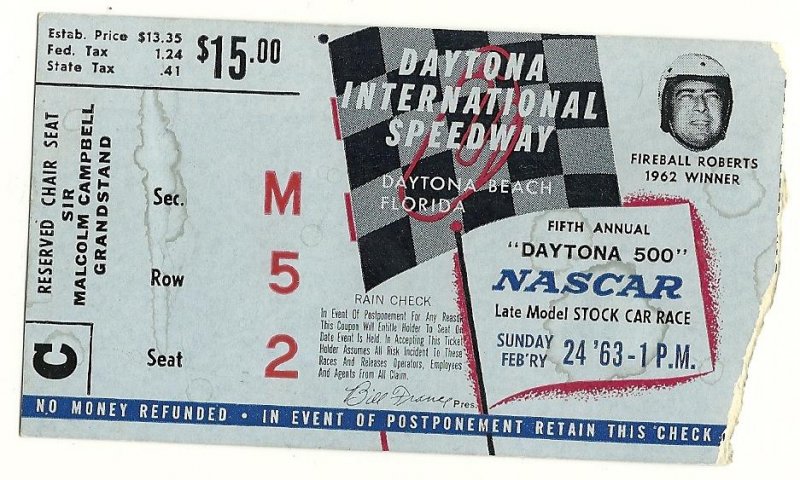 Estab. Price $13.35
Fed. Tax 1.24
State Tax .41
$15.00
RESERVED CHAIR SEAT
SIR
MALCOLM CAMPBELL
GRANDSTAND
C
Sec. M
Row 5
Seat 2
DAYTONA
INTERNATIONAL
SPEEDWAY
DAYTONA BEACH
FLORIDA
RAIN CHECK
In Event Of Postponement For Any Reason
This Coupon Will Entitle Holder To Seat On
Date Event Is Held. In Accepting This Ticket
Holder Assumes All Risk Incident To These
Races And Releases Operators, Employees
And Agents From All Claim.
Bill France Pres.
FIREBALL ROBERTS
1962 WINNER
FIFTH ANNUAL
"DAYTONA 500"
NASCAR
Late Model STOCK CAR RACE
SUNDAY
FEB'RY 24 '63-1 P.M.
NO MONEY REFUNDED • IN EVENT OF POSTPONEMENT RETAIN THIS CHECK